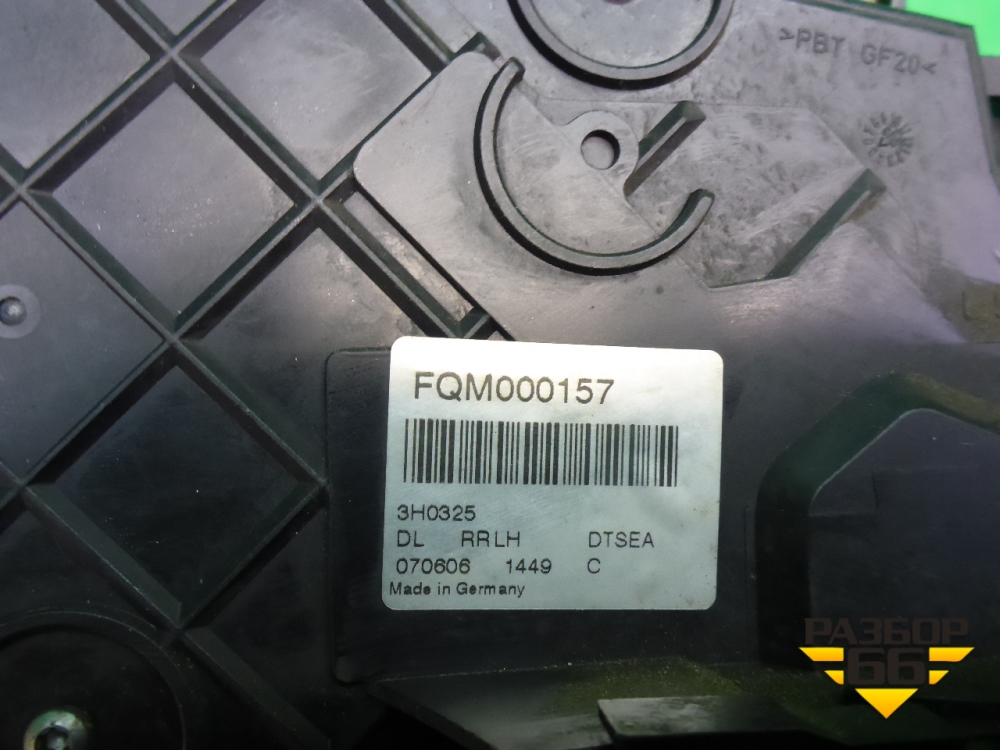 >PBT GF20<
FQM000157
3H0325
DL RRLH DTSEA
070606 1449 C
Made in Germany
РАЗБОР
66